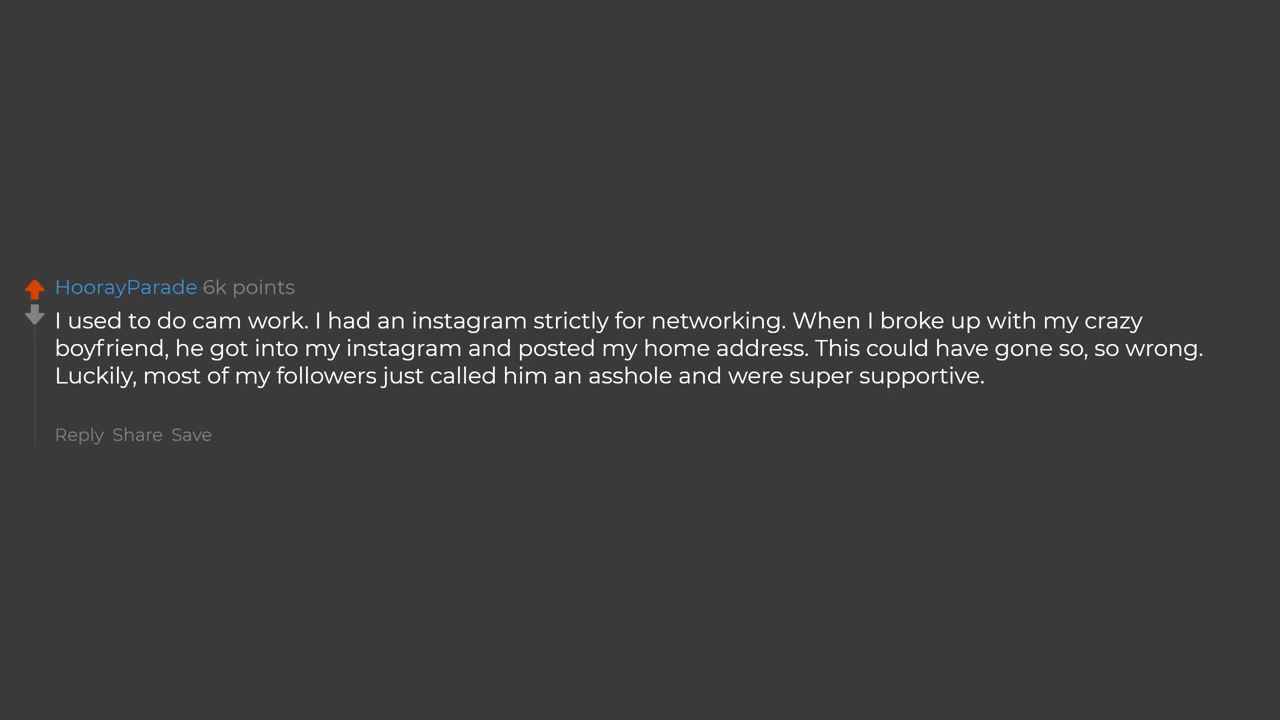 HoorayParade 6k points
I used to do cam work. I had an instagram strictly for networking. When I broke up with my crazy
boyfriend, he got into my instagram and posted my home address. This could have gone so, so wrong.
Luckily, most of my followers just called him an asshole and were super supportive.
Reply Share Save